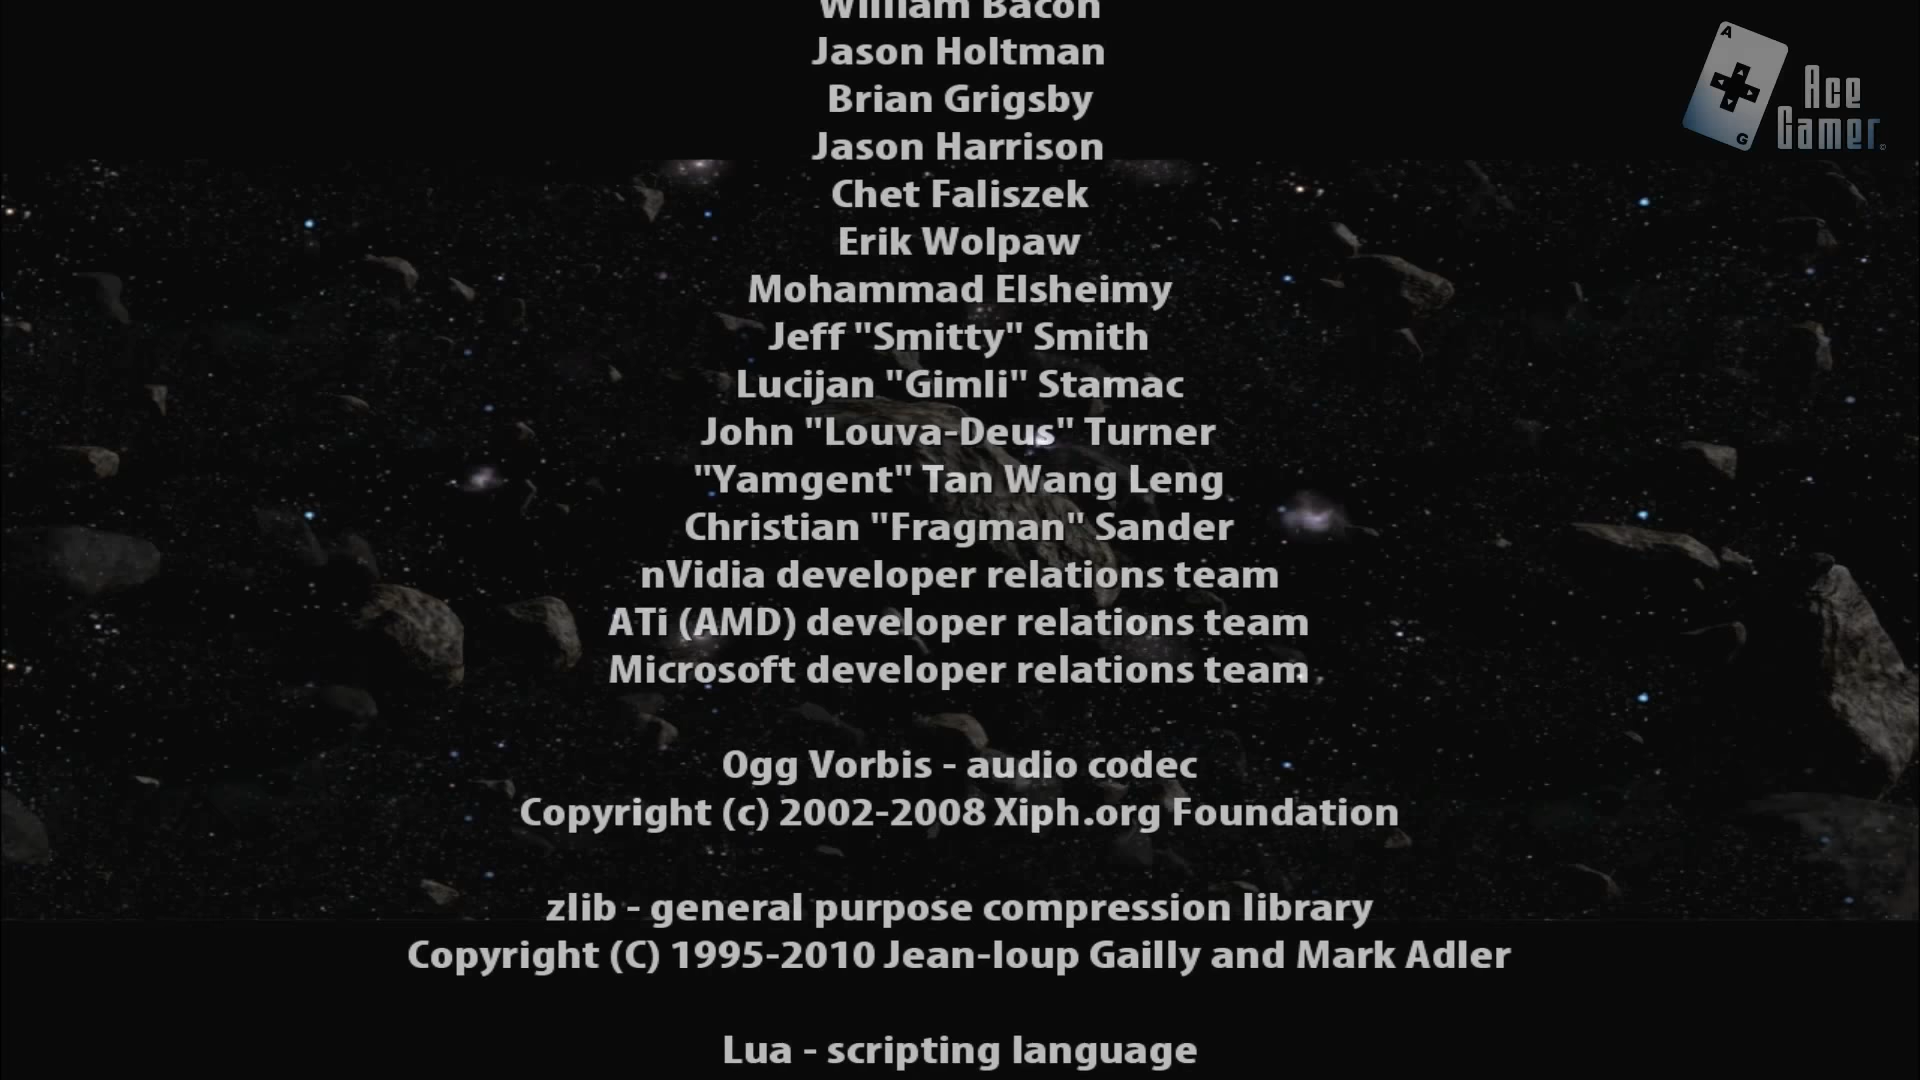 William Bacon
Jason Holtman
Brian Grigsby
Jason Harrison
Chet Faliszek
Erik Wolpaw
Mohammad Elsheimy
Jeff "Smitty" Smith
Lucijan "Gimli" Stamac
John "Louva-Deus" Turner
"Yamgent" Tan Wang Leng
Christian "Fragman" Sander
nVidia developer relations team
ATi (AMD) developer relations team
Microsoft developer relations team
Ogg Vorbis - audio codec
Copyright (c) 2002-2008 Xiph.org Foundation
zlib - general purpose compression library
Copyright (C) 1995-2010 Jean-loup Gailly and Mark Adler
Lua - scripting language
A
G
Ace
Gamer©